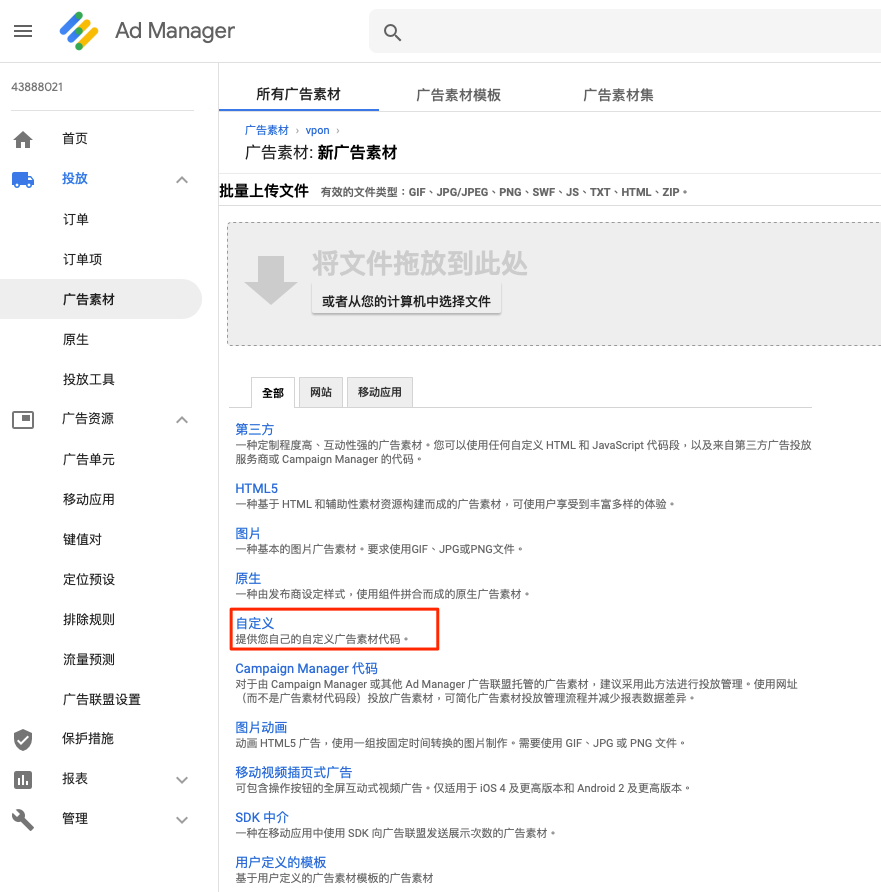 Ad Manager
43888021
首页
投放
订单
订单项
广告素材
原生
投放工具
广告资源
广告单元
移动应用
键值对
定位预设
排除规则
流量预测
广告联盟设置
保护措施
报表
管理
所有广告素材 广告素材模板 广告素材集
广告素材 › vpon ›
广告素材: 新广告素材
批量上传文件 有效的文件类型：GIF、JPG/JPEG、PNG、SWF、JS、TXT、HTML、ZIP。
将文件拖放到此处
或者从您的计算机中选择文件
全部 网站 移动应用
第三方
一种定制程度高、互动性强的广告素材。您可以使用任何自定义 HTML 和 JavaScript 代码段，以及来自第三方广告投放
服务商或 Campaign Manager 的代码。
HTML5
一种基于 HTML 和辅助性素材资源构建而成的广告素材，可使用户享受到丰富多样的体验。
图片
一种基本的图片广告素材。要求使用GIF、JPG或PNG文件。
原生
一种由发布商设定样式，使用组件拼合而成的原生广告素材。
自定义
提供您自己的自定义广告素材代码。
Campaign Manager 代码
对于由 Campaign Manager 或其他 Ad Manager 广告联盟托管的广告素材，建议采用此方法进行投放管理。使用网址
（而不是广告素材代码段）投放广告素材，可简化广告素材投放管理流程并减少报表数据差异。
图片动画
动画 HTML5 广告，使用一组按固定时间转换的图片制作。需要使用 GIF、JPG 或 PNG 文件。
移动视频插页式广告
可包含操作按钮的全屏互动式视频广告。仅适用于 iOS 4 及更高版本和 Android 2 及更高版本。
SDK 中介
一种在移动应用中使用 SDK 向广告联盟发送展示次数的广告素材。
用户定义的模板
基于用户定义的广告素材模板的广告素材